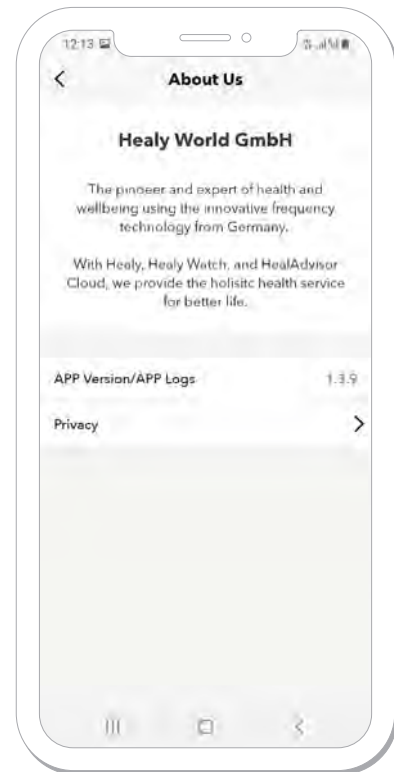 12:13
About Us
Healy World GmbH
The pinoeer and expert of health and
wellbeing using the innovative frequency
technology from Germany.
With Healy, Healy Watch, and HealAdvisor
Cloud, we provide the holisitc health service
for better life.
APP Version/APP Logs 1.3.9
Privacy